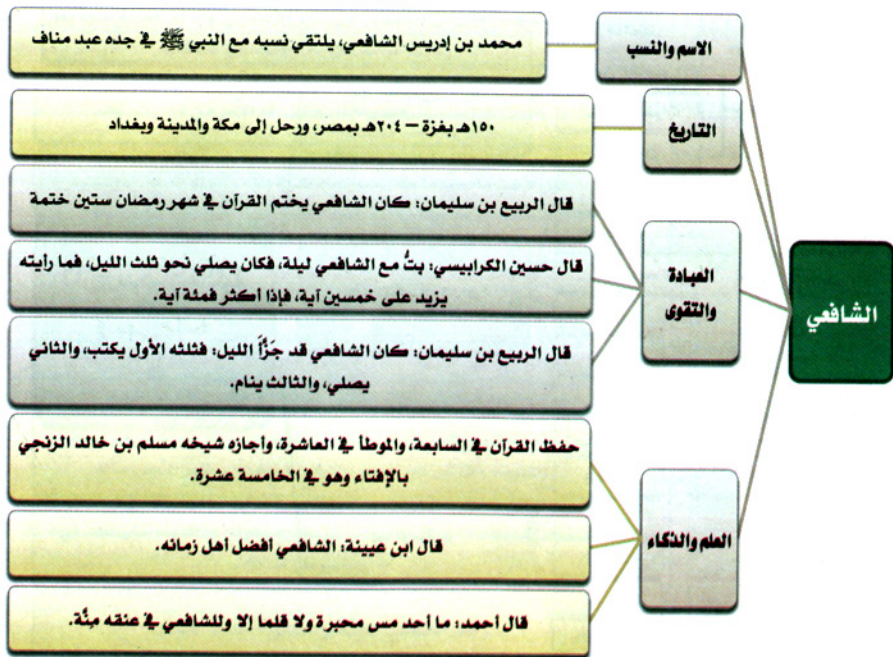 الشافعي
الاسم والنسب
محمد بن إدريس الشافعي، يلتقي نسبه مع النبي ﷺ في جده عبد مناف
التاريخ
١٥٠هـ بغزة – ٢٠٤هـ بمصر، ورحل إلى مكة والمدينة وبغداد
العبادة
والتقوى
قال الربيع بن سليمان: كان الشافعي يختم القرآن في شهر رمضان ستين ختمة
قال حسين الكرابيسي: بتُّ مع الشافعي ليلة، فكان يصلي نحو ثلث الليل، فما رأيته
يزيد على خمسين آية، فإذا أكثر فمئة آية.
قال الربيع بن سليمان: كان الشافعي قد جَزَّأَ الليل: فثلثه الأول يكتب، والثاني
يصلي، والثالث ينام.
العلم والذكاء
حفظ القرآن في السابعة، والموطأ في العاشرة، وأجازه شيخه مسلم بن خالد الزنجي
بالإفتاء وهو في الخامسة عشرة.
قال ابن عيينة: الشافعي أفضل أهل زمانه.
قال أحمد: ما أحد مس محبرة ولا قلما إلا وللشافعي في عنقه مِنَّة.